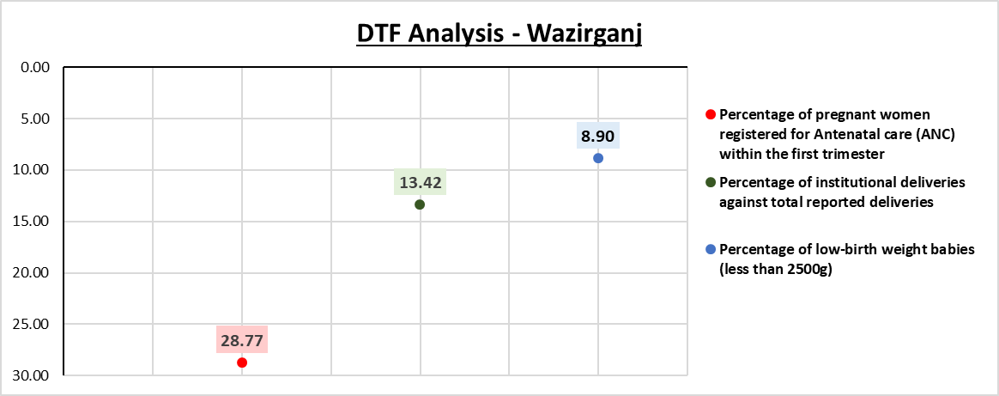 DTF Analysis - Wazirganj
0.00
5.00
10.00
15.00
20.00
25.00
30.00
8.90
13.42
28.77
Percentage of pregnant women
registered for Antenatal care (ANC)
within the first trimester
Percentage of institutional deliveries
against total reported deliveries
Percentage of low-birth weight babies
(less than 2500g)